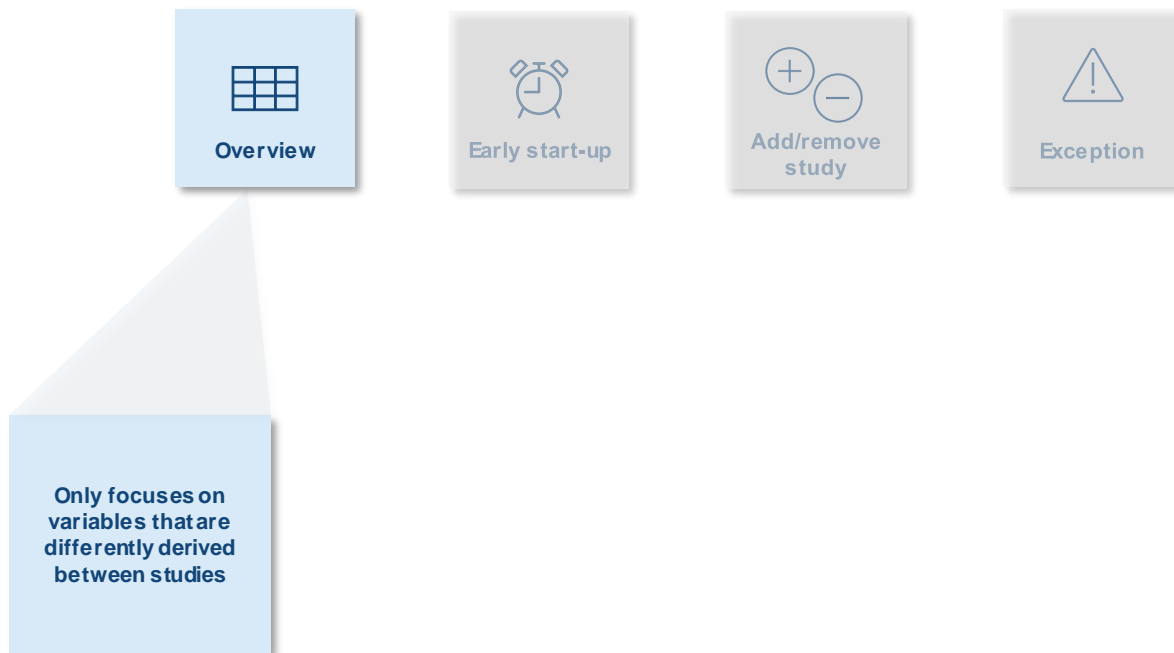 Overview
Early start-up
Add/remove
study
Exception
Only focuses on
variables that are
differently derived
between studies